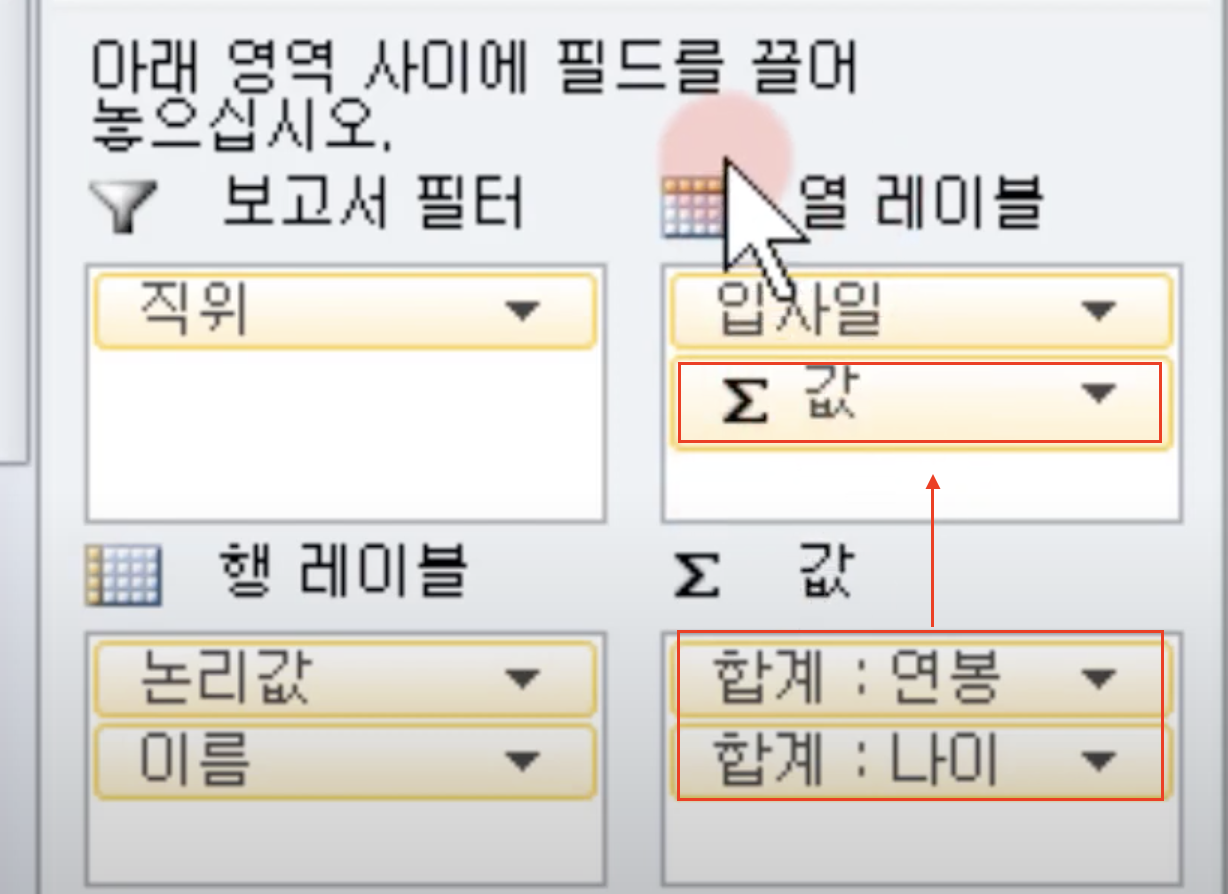 아래 영역 사이에 필드를 끌어
놓으십시오.
보고서 필터
열 레이블
직위
입사일
Σ 값
행 레이블
Σ 값
논리값
합계 : 연봉
이름
합계 : 나이